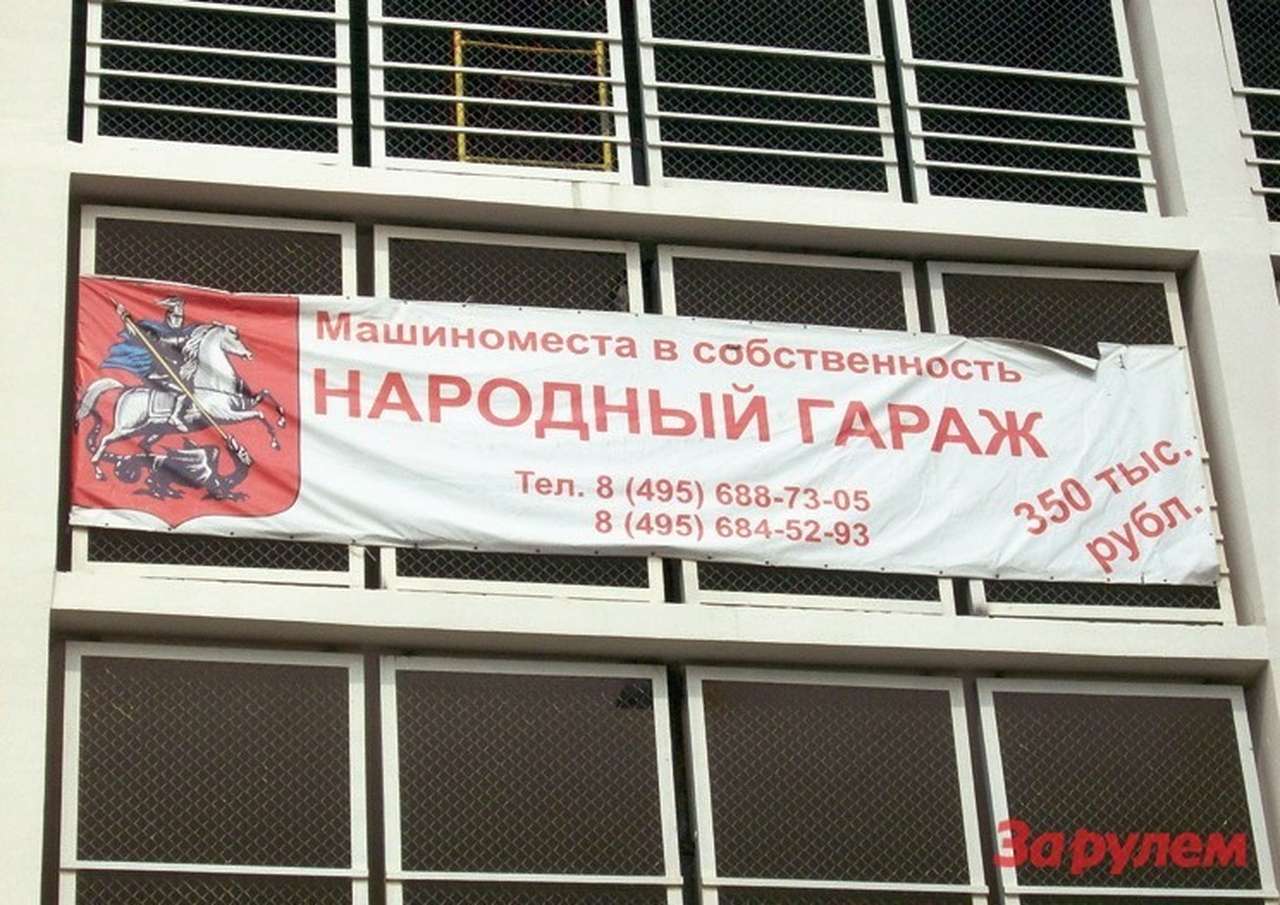 Машиноместа в собственность
НАРОДНЫЙ ГАРАЖ
Тел. 8 (495) 688-73-05
8 (495) 684-52-93
350 тыс.
рубл.
За рулем